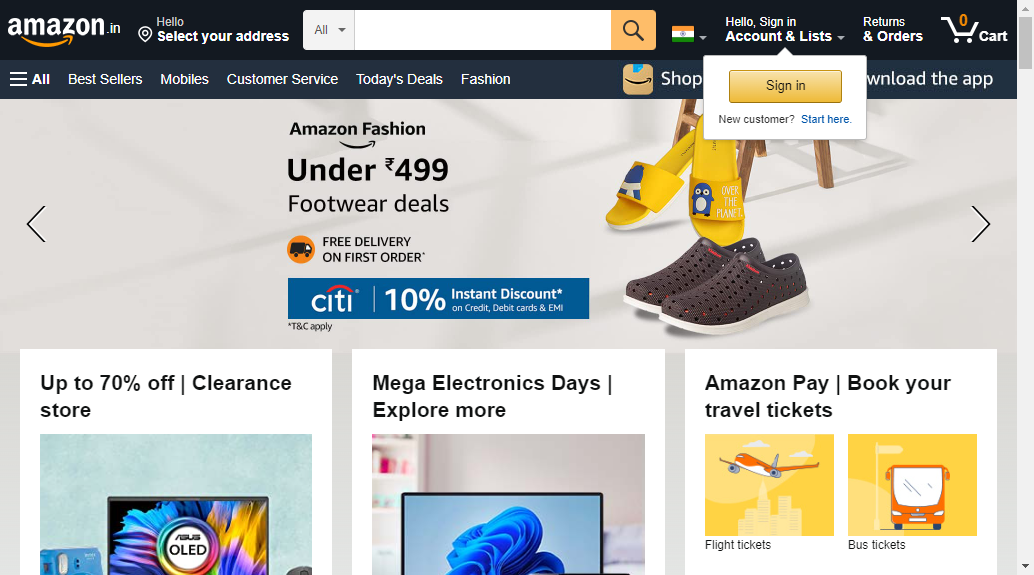 amazon.in
Hello
Select your address
All
Hello, Sign in
Account & Lists
Returns
& Orders
0
Cart
All
Best Sellers
Mobiles
Customer Service
Today's Deals
Fashion
Shop
wnload the app
Sign in
New customer? Start here.
Amazon Fashion
Under ₹499
Footwear deals
FREE DELIVERY
ON FIRST ORDER*
citi
10%
Instant Discount*
on Credit, Debit cards & EMI
*T&C apply
OVER
THE
PLANET
Up to 70% off | Clearance
store
Mega Electronics Days |
Explore more
Amazon Pay | Book your
travel tickets
ASUS
OLED
Flight tickets
Bus tickets